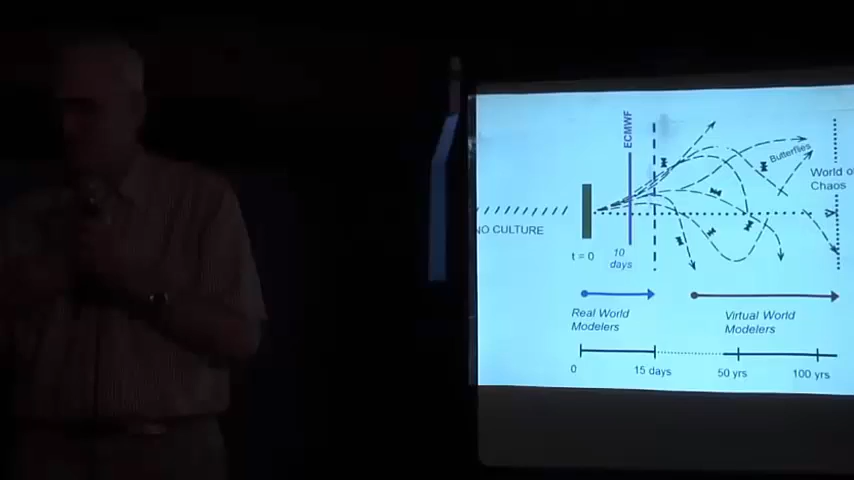 ECMWF
Butterflies
World of
Chaos
NO CULTURE
t = 0
10
days
Real World
Modelers
Virtual World
Modelers
0
15 days
50 yrs
100 yrs